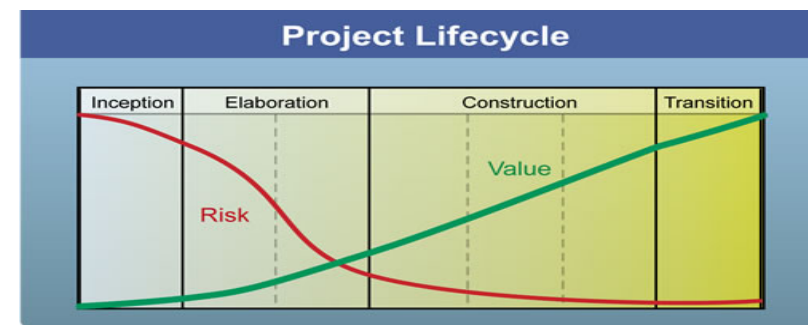 Project Lifecycle
Inception Elaboration Construction Transition
Value
Risk